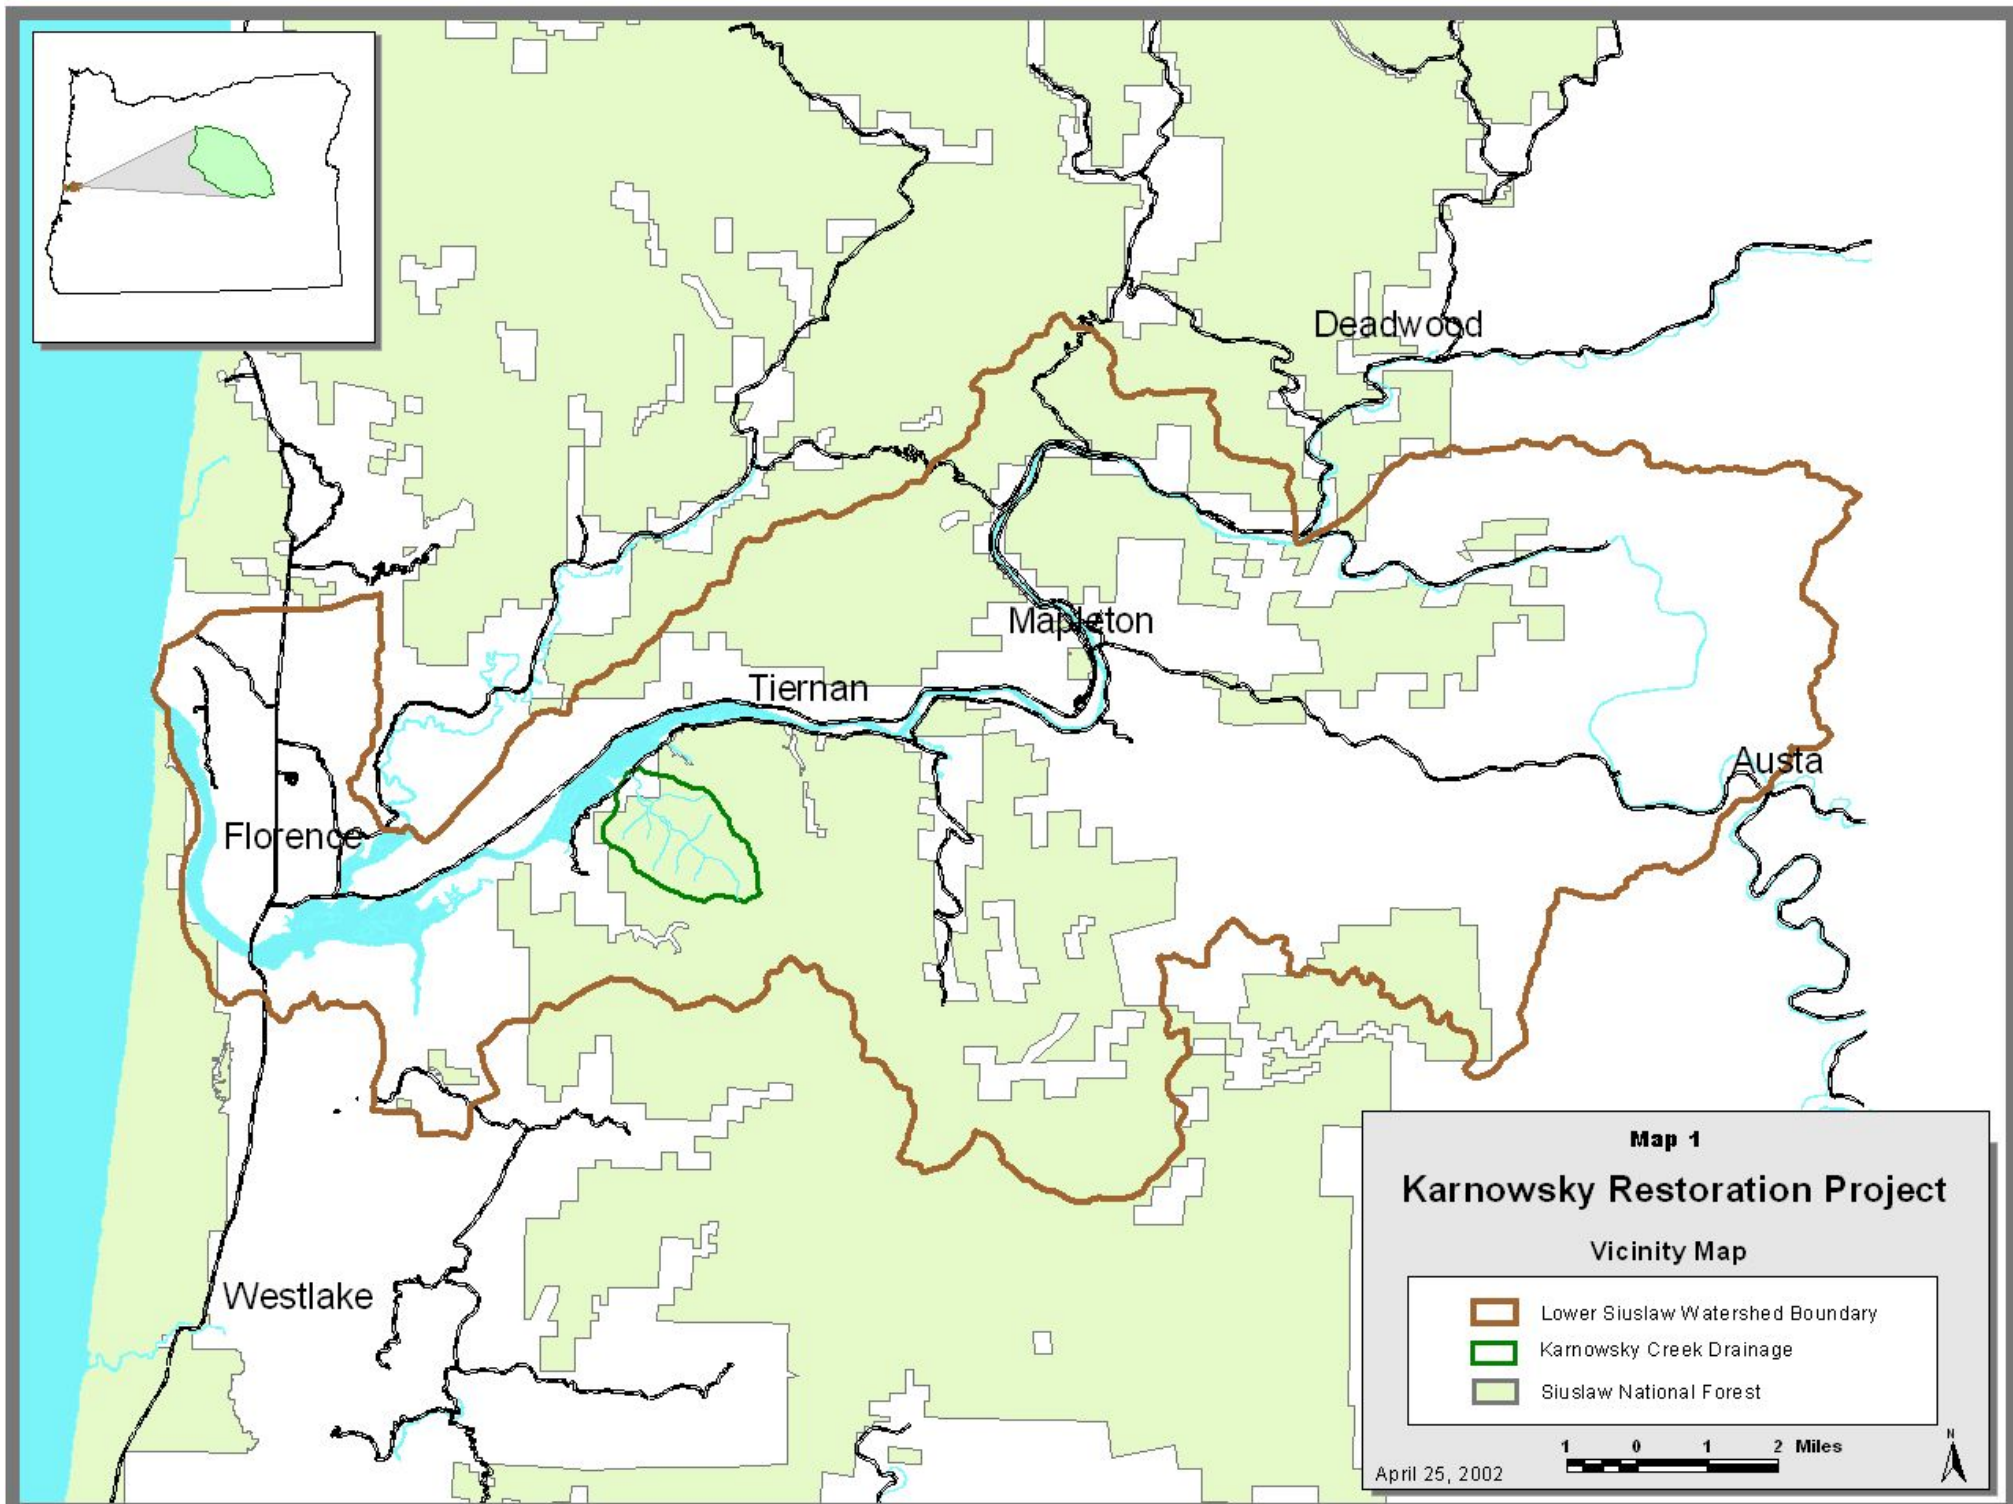 Deadwood
Mapleton
Tiernan
Austa
Florence
Westlake
Map 1
Karnowsky Restoration Project
Vicinity Map
Lower Siuslaw Watershed Boundary
Karnowsky Creek Drainage
Siuslaw National Forest
1 0 1 2 Miles
N
April 25, 2002